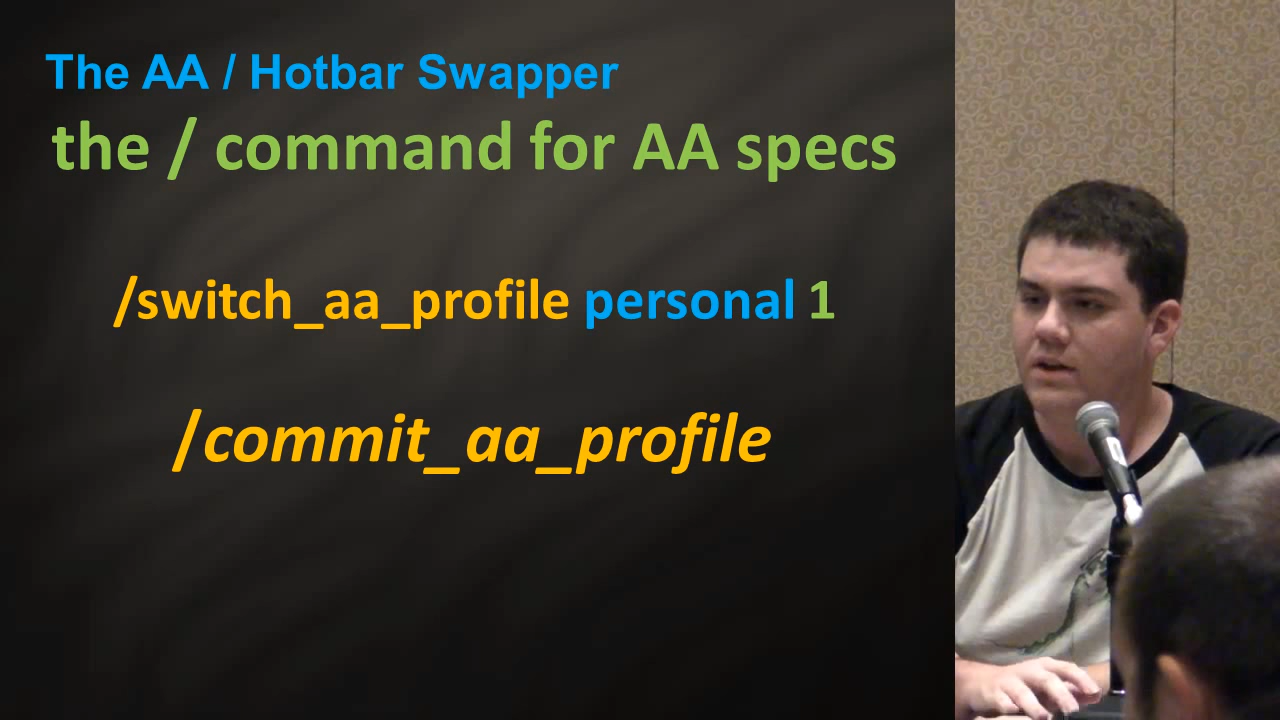 The AA / Hotbar Swapper
the / command for AA specs
/switch_aa_profile personal 1
/commit_aa_profile